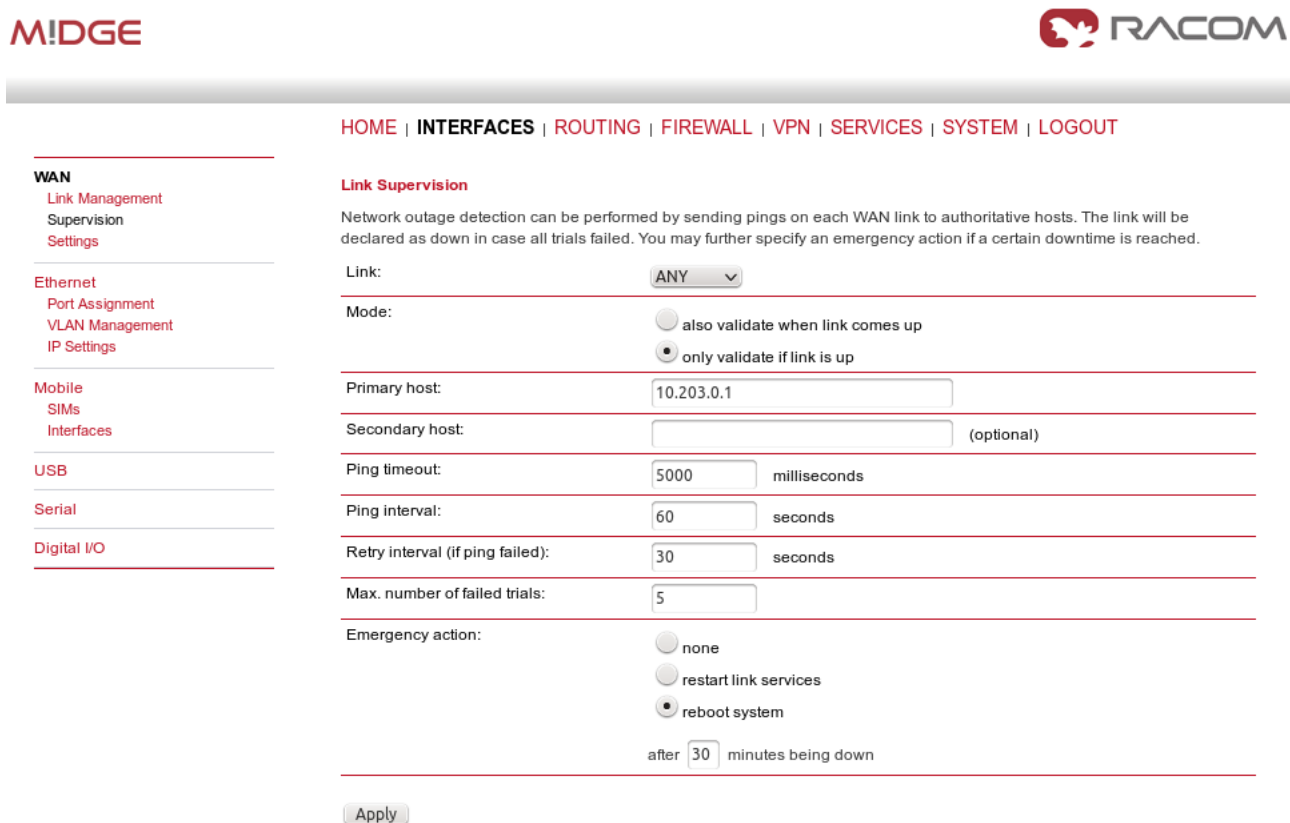 M!DGE
RACOM
HOME | INTERFACES | ROUTING | FIREWALL | VPN | SERVICES | SYSTEM | LOGOUT
WAN
Link Management
Supervision
Settings
Ethernet
Port Assignment
VLAN Management
IP Settings
Mobile
SIMs
Interfaces
USB
Serial
Digital I/O
Link Supervision
Network outage detection can be performed by sending pings on each WAN link to authoritative hosts. The link will be
declared as down in case all trials failed. You may further specify an emergency action if a certain downtime is reached.
Link: ANY
Mode:
also validate when link comes up
only validate if link is up
Primary host: 10.203.0.1
Secondary host: (optional)
Ping timeout: 5000 milliseconds
Ping interval: 60 seconds
Retry interval (if ping failed): 30 seconds
Max. number of failed trials: 5
Emergency action:
none
restart link services
reboot system
after 30 minutes being down
Apply